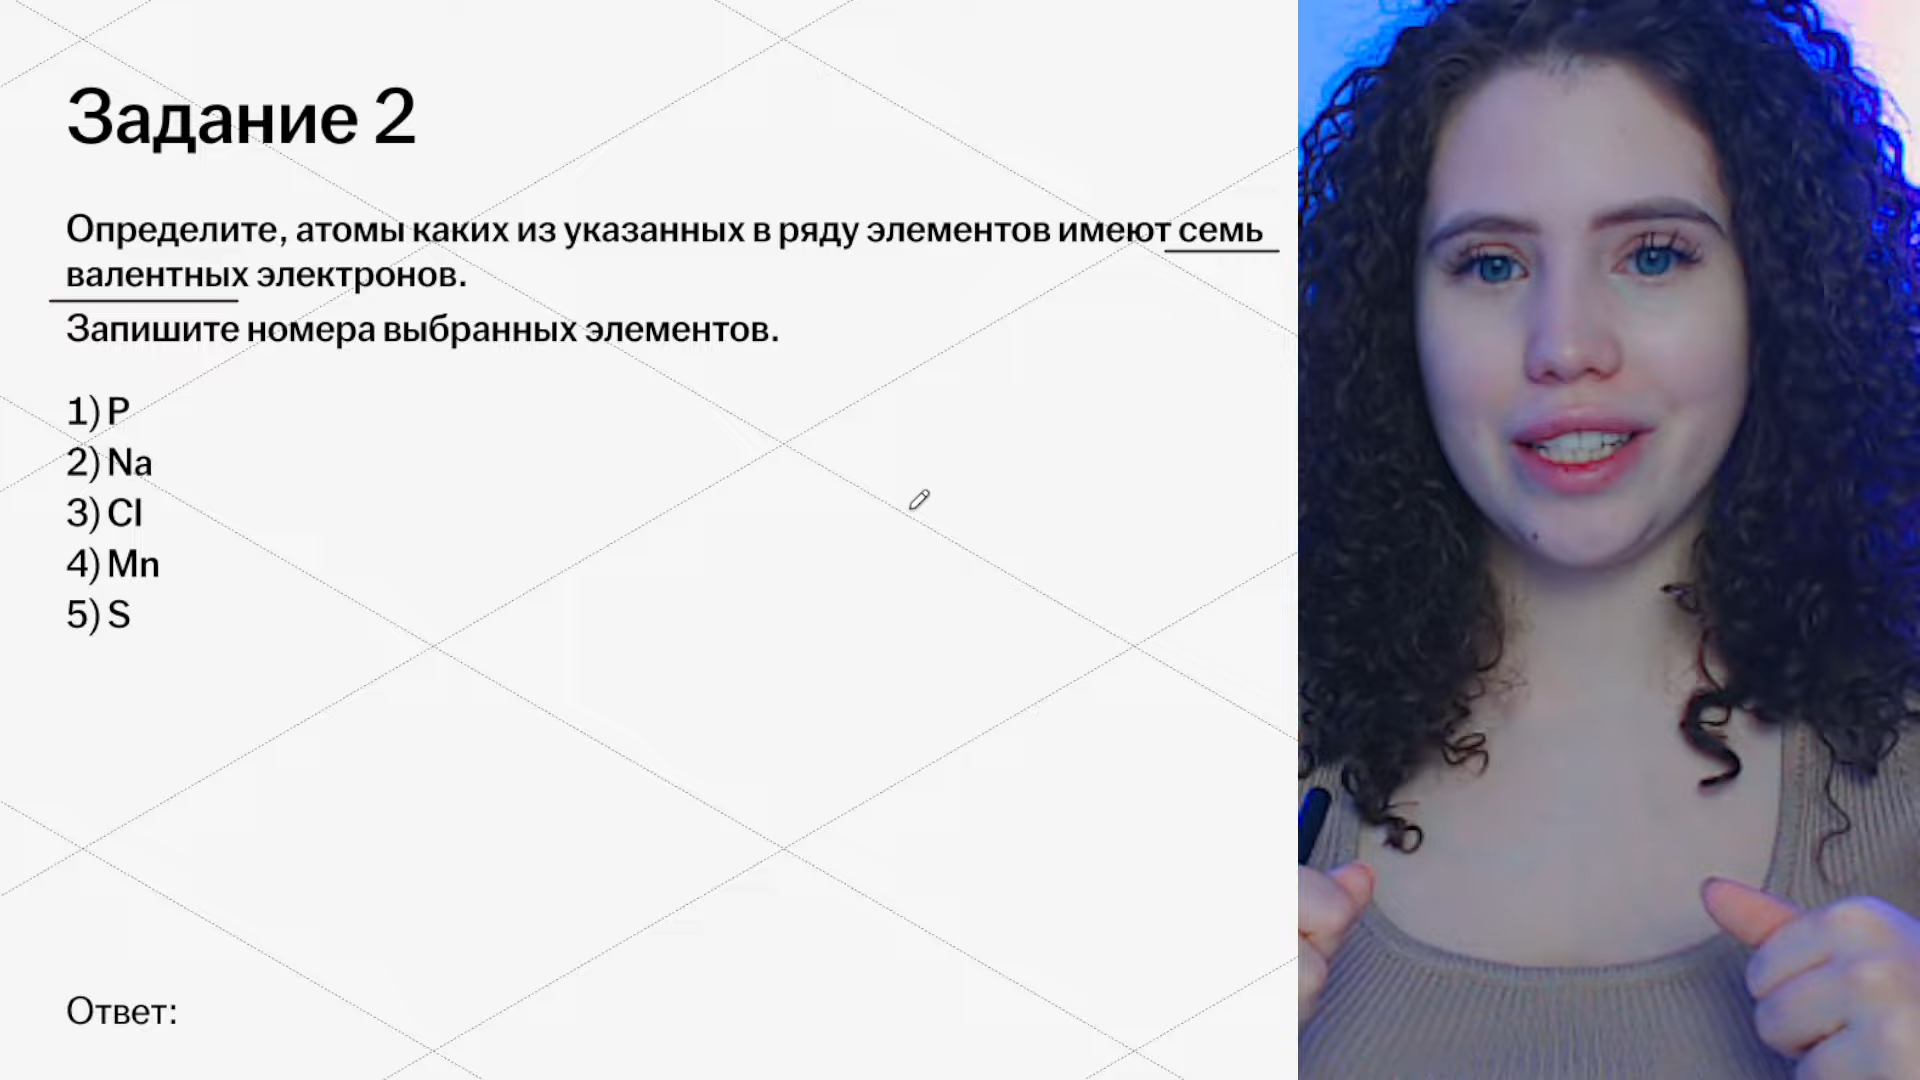 Задание 2
Определите, атомы каких из указанных в ряду элементов имеют семь
валентных электронов.
Запишите номера выбранных элементов.
1) P
2) Na
3) Cl
4) Mn
5) S
Ответ: